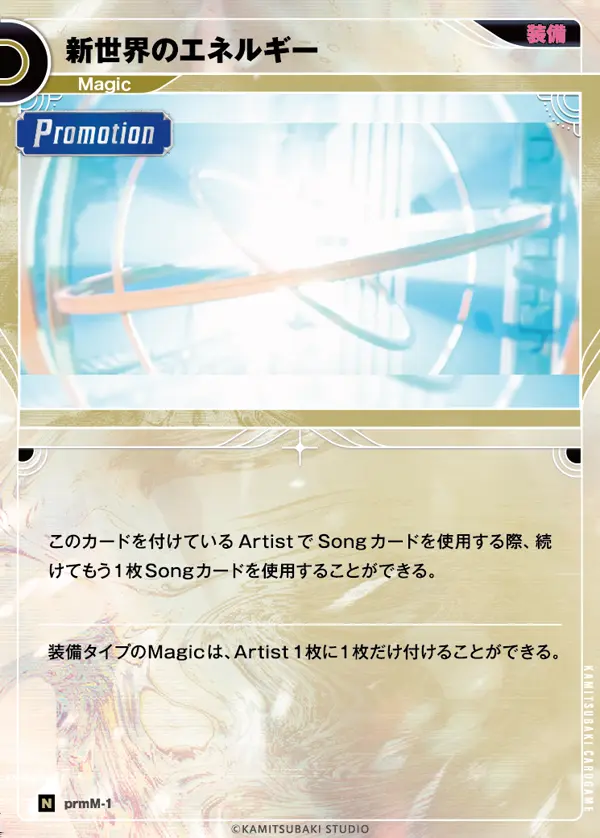 新世界のエネルギー
装備
Magic
Promotion
このカードを付けているArtistでSongカードを使用する際、続
けてもう1枚Songカードを使用することができる。
装備タイプのMagicは、Artist 1枚に1枚だけ付けることができる。
KAMITSUBAKI CARDGAME
N prmM-1
©KAMITSUBAKI STUDIO